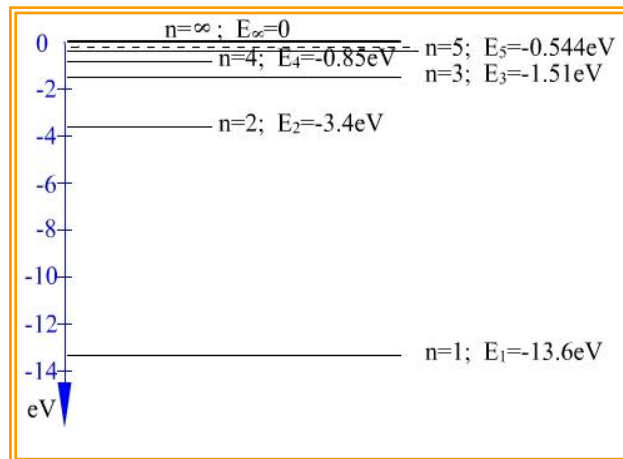 n=∞ ; E∞=0
0
n=5; E₅=-0.544eV
n=4; E₄=-0.85eV
n=3; E₃=-1.51eV
-2
n=2; E₂=-3.4eV
-4
-6
-8
-10
-12
n=1; E₁=-13.6eV
-14
eV